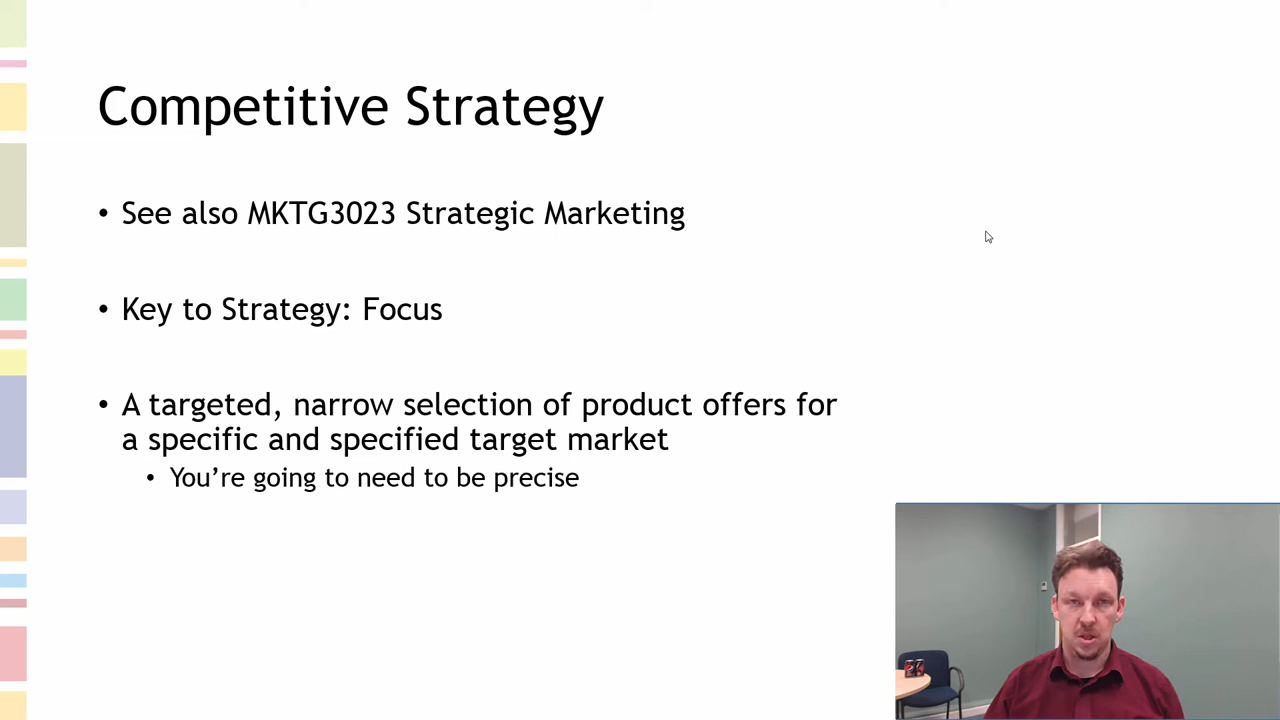 Competitive Strategy
• See also MKTG3023 Strategic Marketing
• Key to Strategy: Focus
• A targeted, narrow selection of product offers for
a specific and specified target market
• You’re going to need to be precise